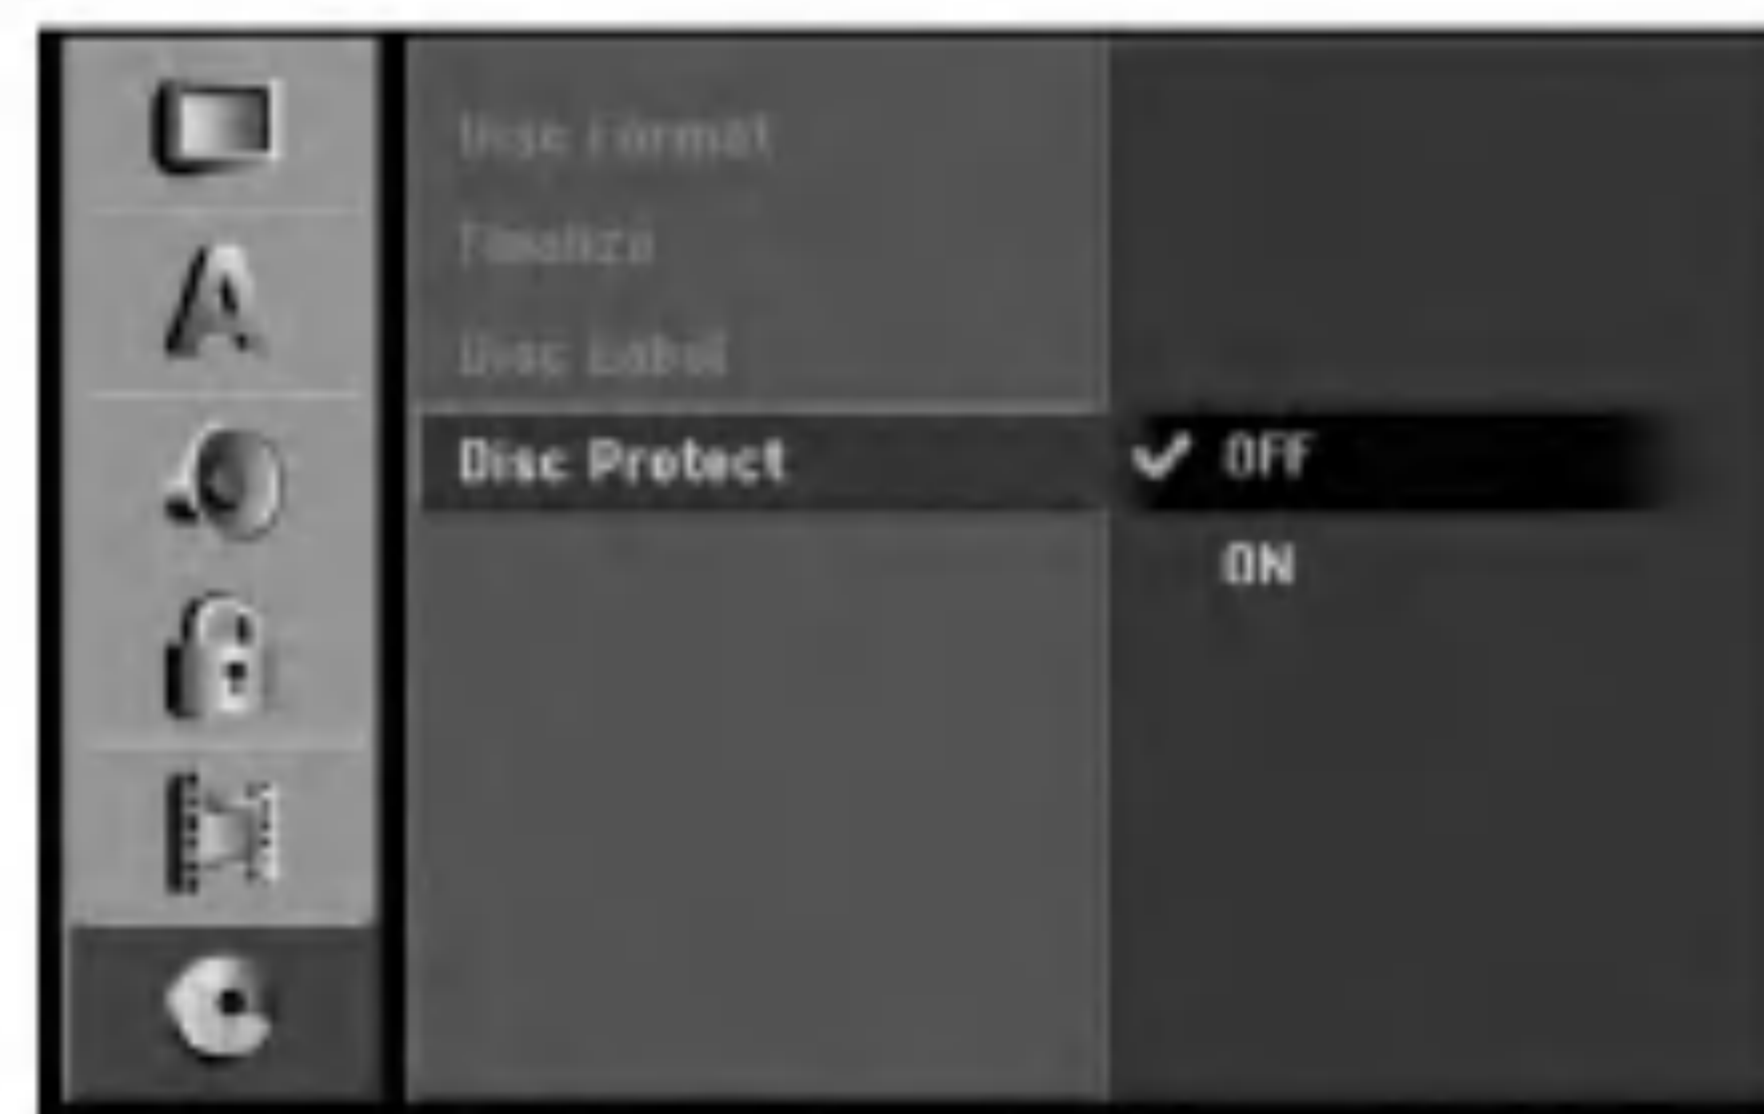 Disc Format
Finalize
Disc Label
Disc Protect
✔ OFF
ON